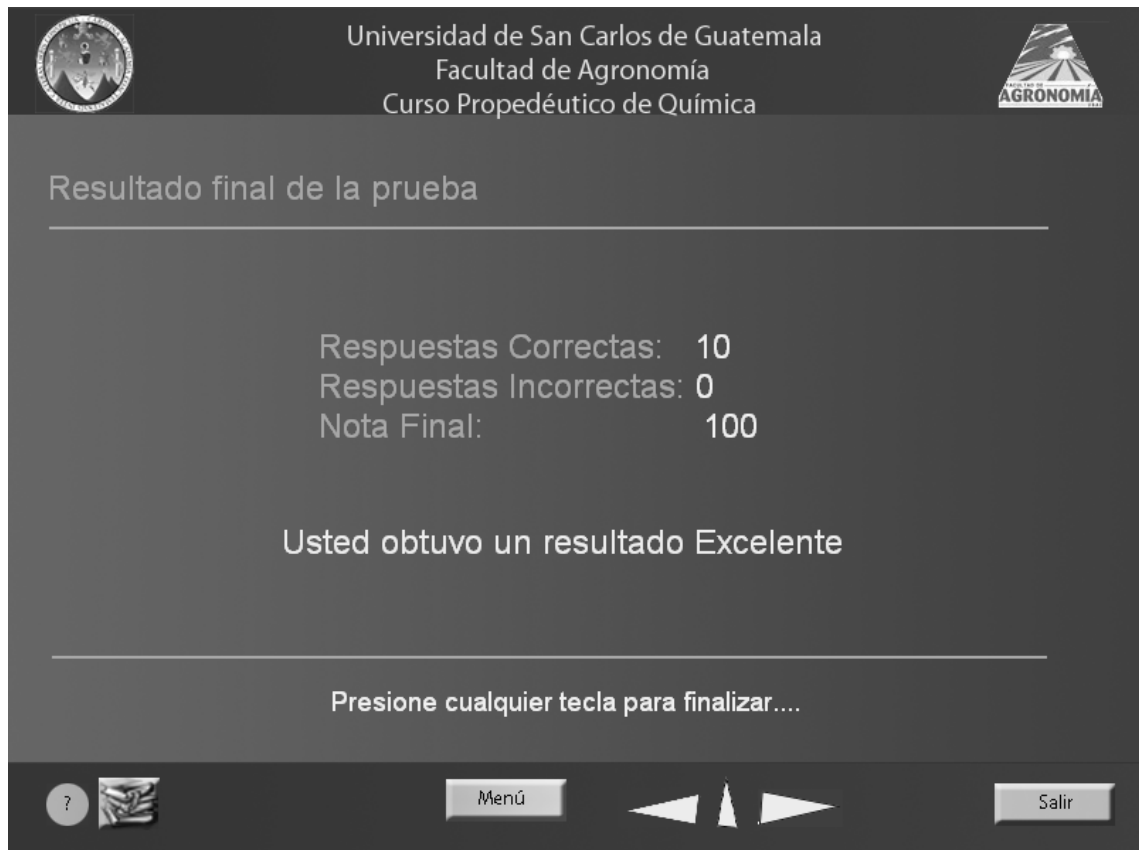 Universidad de San Carlos de Guatemala
Facultad de Agronomía
Curso Propedéutico de Química
AGRONOMIA
Resultado final de la prueba
Respuestas Correctas: 10
Respuestas Incorrectas: 0
Nota Final: 100
Usted obtuvo un resultado Excelente
Presione cualquier tecla para finalizar....
?
Menú
Salir